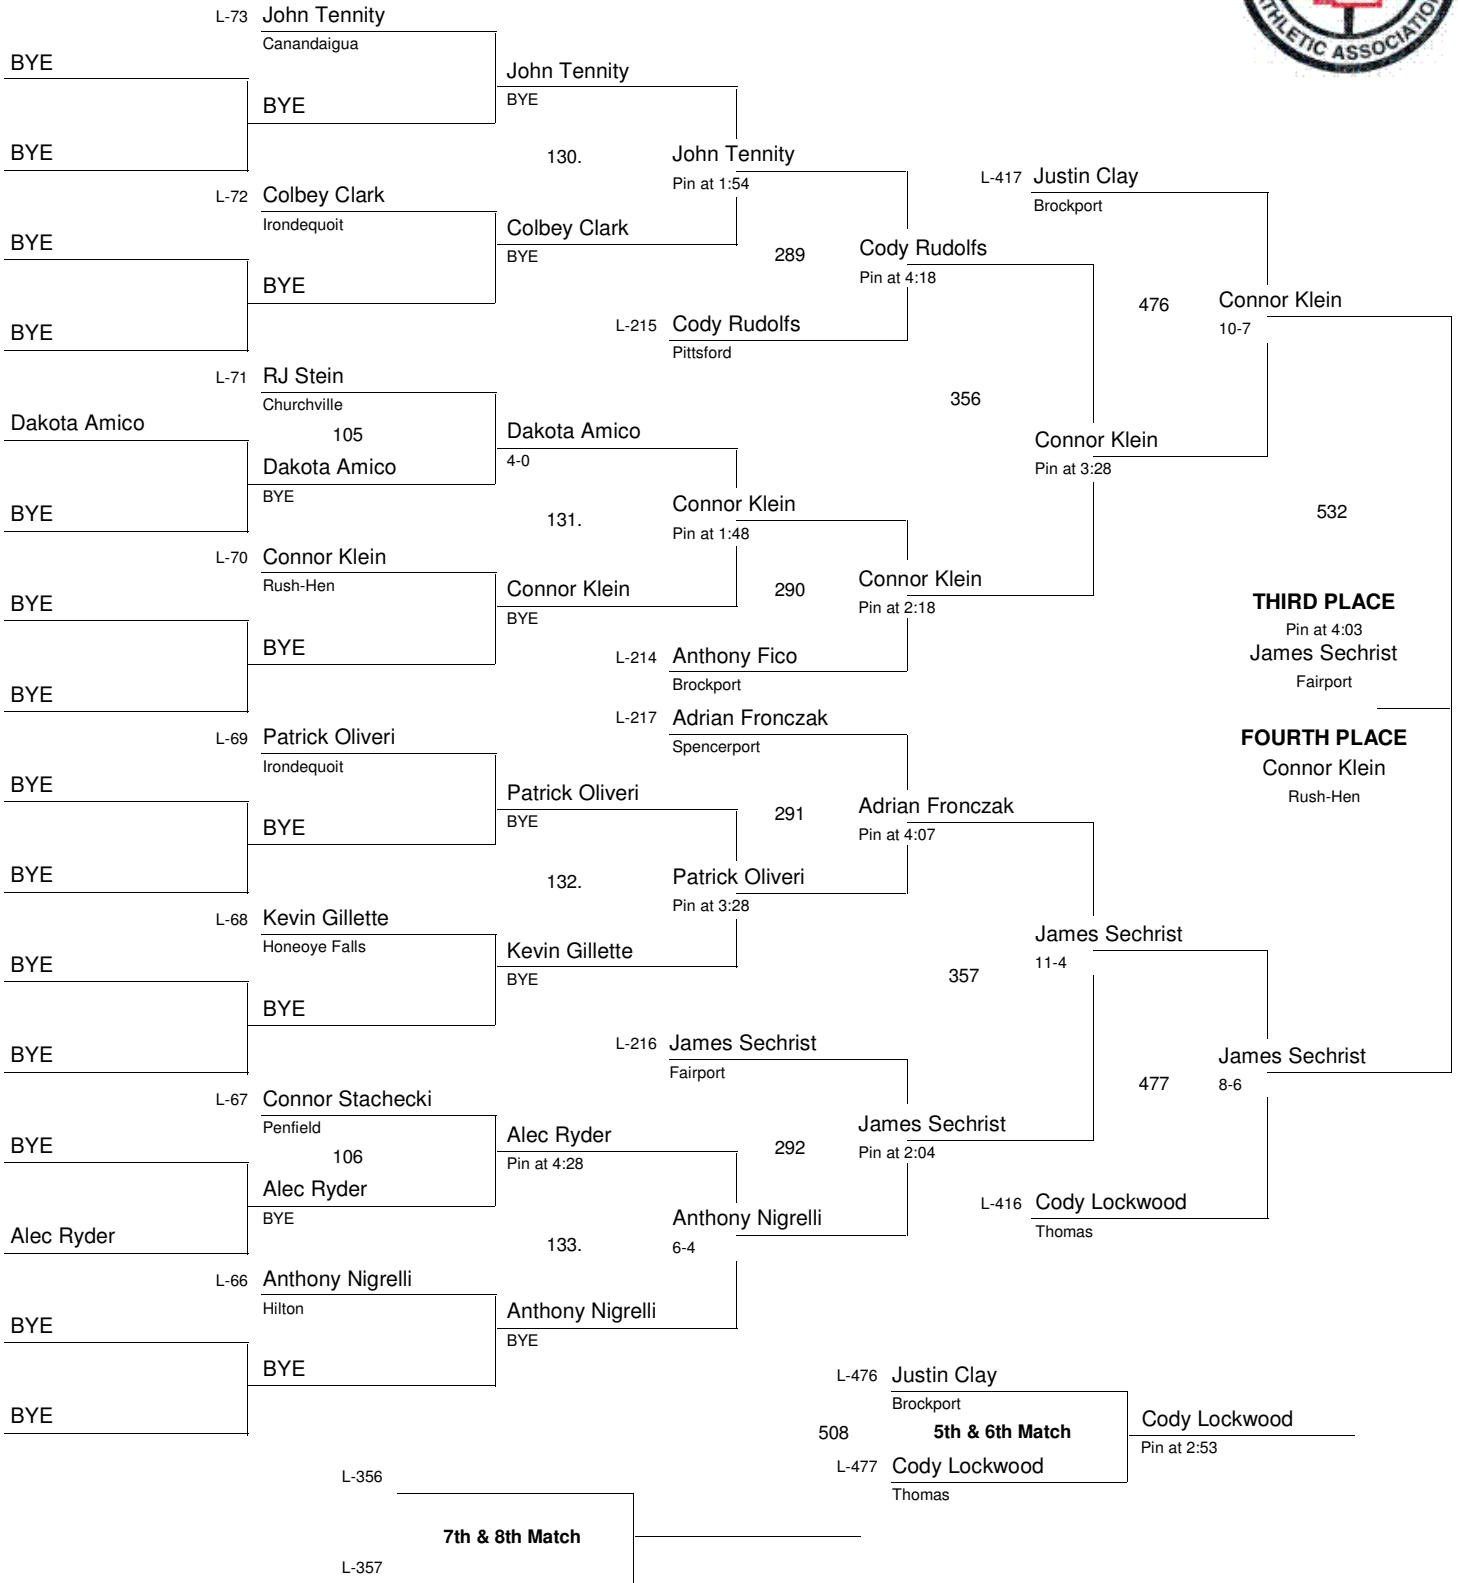 ATHLETIC ASSOCIATION
L-73 John Tennity
Canandaigua
BYE
John Tennity
BYE
BYE
BYE
130.
John Tennity
Pin at 1:54
L-417 Justin Clay
Brockport
L-72 Colbey Clark
Irondequoit
Colbey Clark
BYE
BYE
289
Cody Rudolfs
Pin at 4:18
BYE
476
Connor Klein
10-7
L-215 Cody Rudolfs
Pittsford
BYE
L-71 RJ Stein
Churchville
356
Dakota Amico
105
Dakota Amico
4-0
Connor Klein
Pin at 3:28
Dakota Amico
BYE
Connor Klein
Pin at 1:48
BYE
131.
532
L-70 Connor Klein
Rush-Hen
Connor Klein
BYE
290
Connor Klein
Pin at 2:18
BYE
THIRD PLACE
Pin at 4:03
James Sechrist
Fairport
BYE
L-214 Anthony Fico
Brockport
BYE
L-217 Adrian Fronczak
Spencerport
L-69 Patrick Oliveri
Irondequoit
FOURTH PLACE
Connor Klein
Rush-Hen
BYE
Patrick Oliveri
BYE
291
Adrian Fronczak
Pin at 4:07
BYE
BYE
132.
Patrick Oliveri
Pin at 3:28
L-68 Kevin Gillette
Honeoye Falls
James Sechrist
11-4
BYE
Kevin Gillette
BYE
357
BYE
L-216 James Sechrist
Fairport
BYE
James Sechrist
8-6
477
L-67 Connor Stachecki
Penfield
BYE
106
Alec Ryder
Pin at 4:28
292
James Sechrist
Pin at 2:04
Alec Ryder
BYE
L-416 Cody Lockwood
Thomas
Alec Ryder
133.
Anthony Nigrelli
6-4
L-66 Anthony Nigrelli
Hilton
BYE
Anthony Nigrelli
BYE
BYE
BYE
L-476 Justin Clay
Brockport
508
5th & 6th Match
Cody Lockwood
Pin at 2:53
L-477 Cody Lockwood
Thomas
L-356
7th & 8th Match
L-357